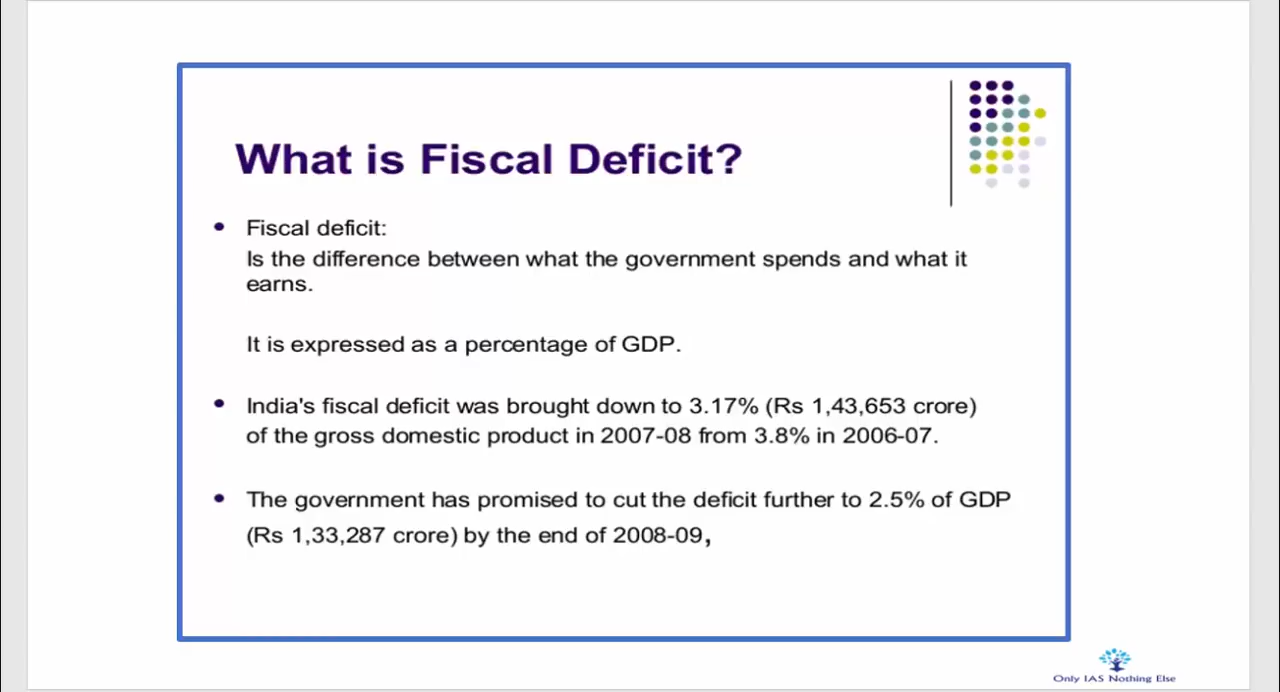 What is Fiscal Deficit?
• Fiscal deficit:
Is the difference between what the government spends and what it
earns.
It is expressed as a percentage of GDP.
• India's fiscal deficit was brought down to 3.17% (Rs 1,43,653 crore)
of the gross domestic product in 2007-08 from 3.8% in 2006-07.
• The government has promised to cut the deficit further to 2.5% of GDP
(Rs 1,33,287 crore) by the end of 2008-09,
Only IAS Nothing Else